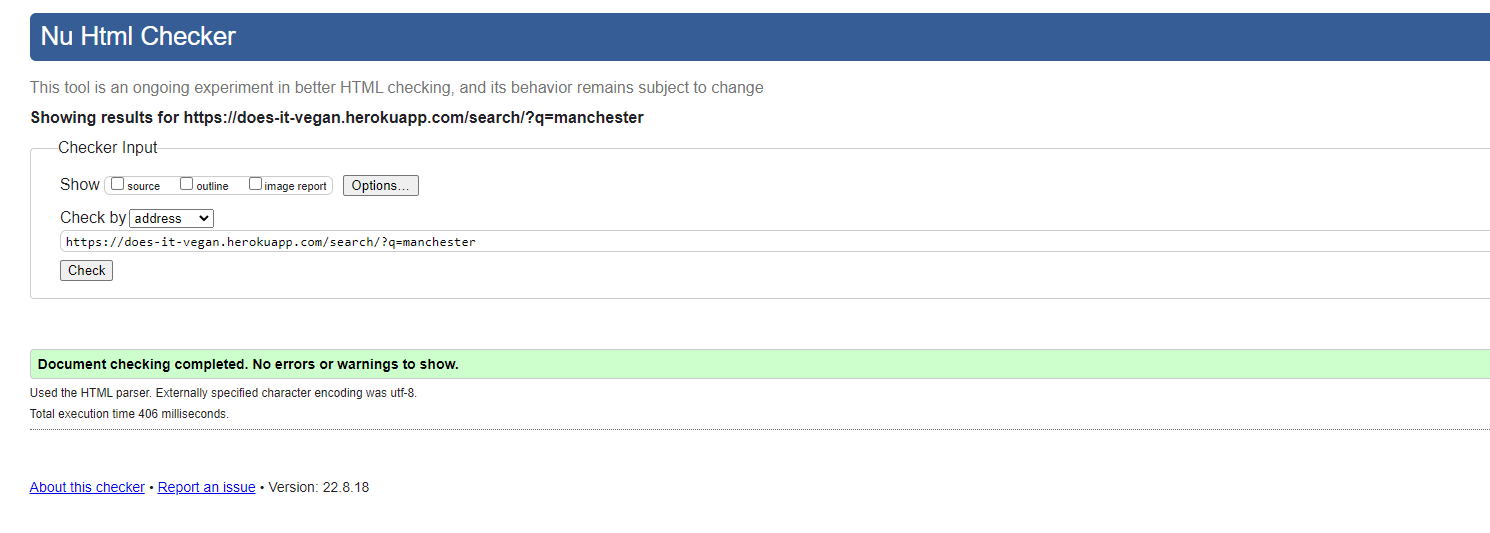 Nu Html Checker
This tool is an ongoing experiment in better HTML checking, and its behavior remains subject to change
Showing results for https://does-it-vegan.herokuapp.com/search/?q=manchester
Checker Input
Show source outline image report Options...
Check by address
https://does-it-vegan.herokuapp.com/search/?q=manchester
Check
Document checking completed. No errors or warnings to show.
Used the HTML parser. Externally specified character encoding was utf-8.
Total execution time 406 milliseconds.
About this checker • Report an issue • Version: 22.8.18